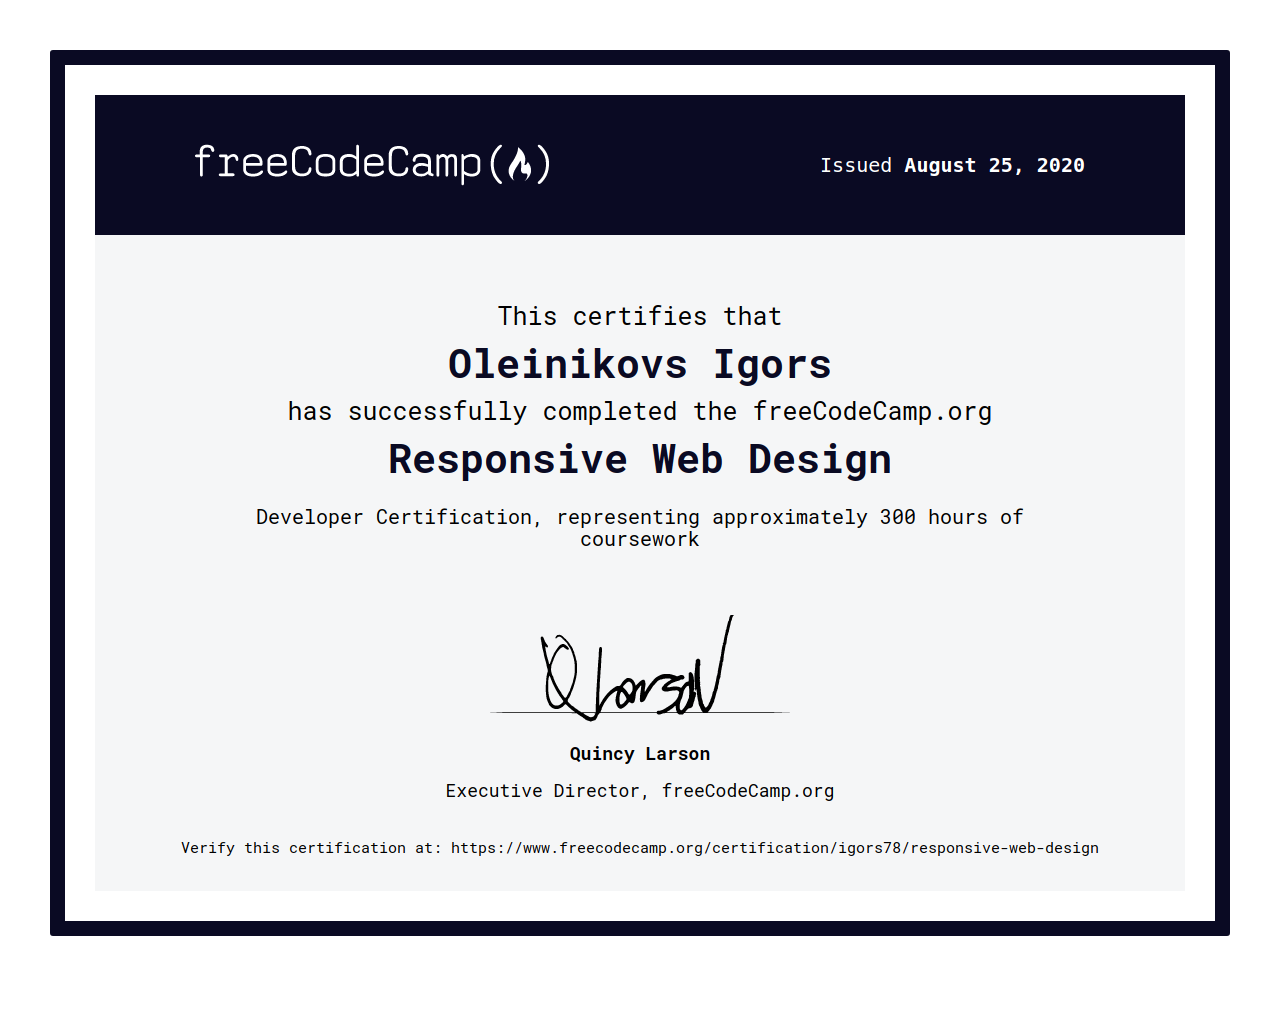 freeCodeCamp
Issued August 25, 2020
This certifies that
Oleinikovs Igors
has successfully completed the freeCodeCamp.org
Responsive Web Design
Developer Certification, representing approximately 300 hours of
coursework
Q Larson
Quincy Larson
Executive Director, freeCodeCamp.org
Verify this certification at: https://www.freecodecamp.org/certification/igors78/responsive-web-design